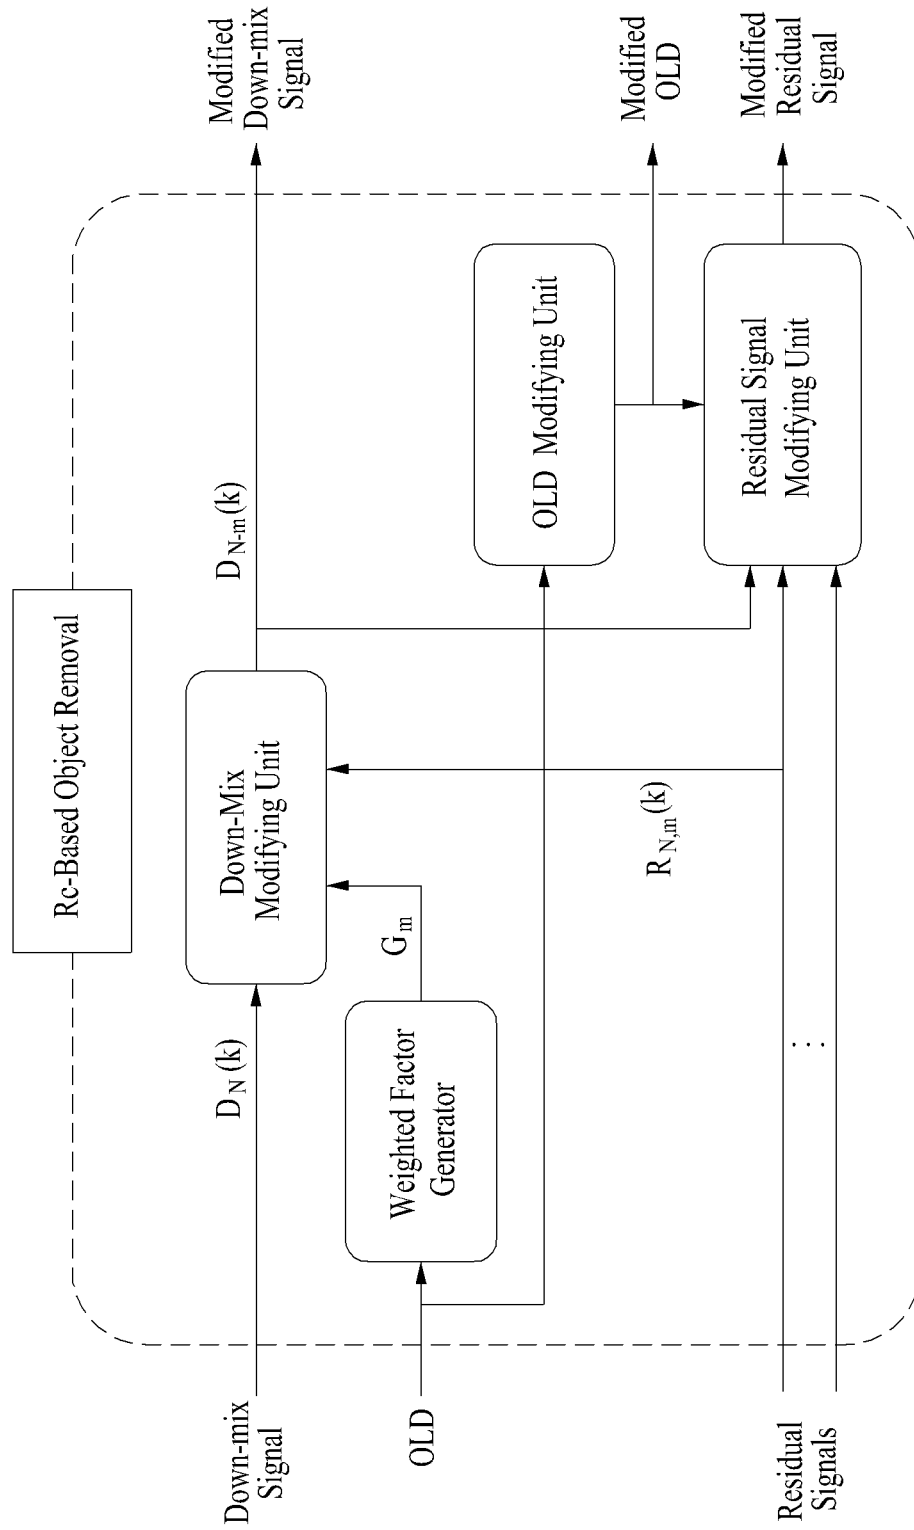 Rc-Based Object Removal
Down-mix
Signal
D_N(k)
Down-Mix
Modifying Unit
D_N-m(k)
Modified
Down-mix
Signal
OLD
Weighted Factor
Generator
G_m
OLD Modifying Unit
Modified
OLD
Residual
Signals
...
R_N,m(k)
Residual Signal
Modifying Unit
Modified
Residual
Signal